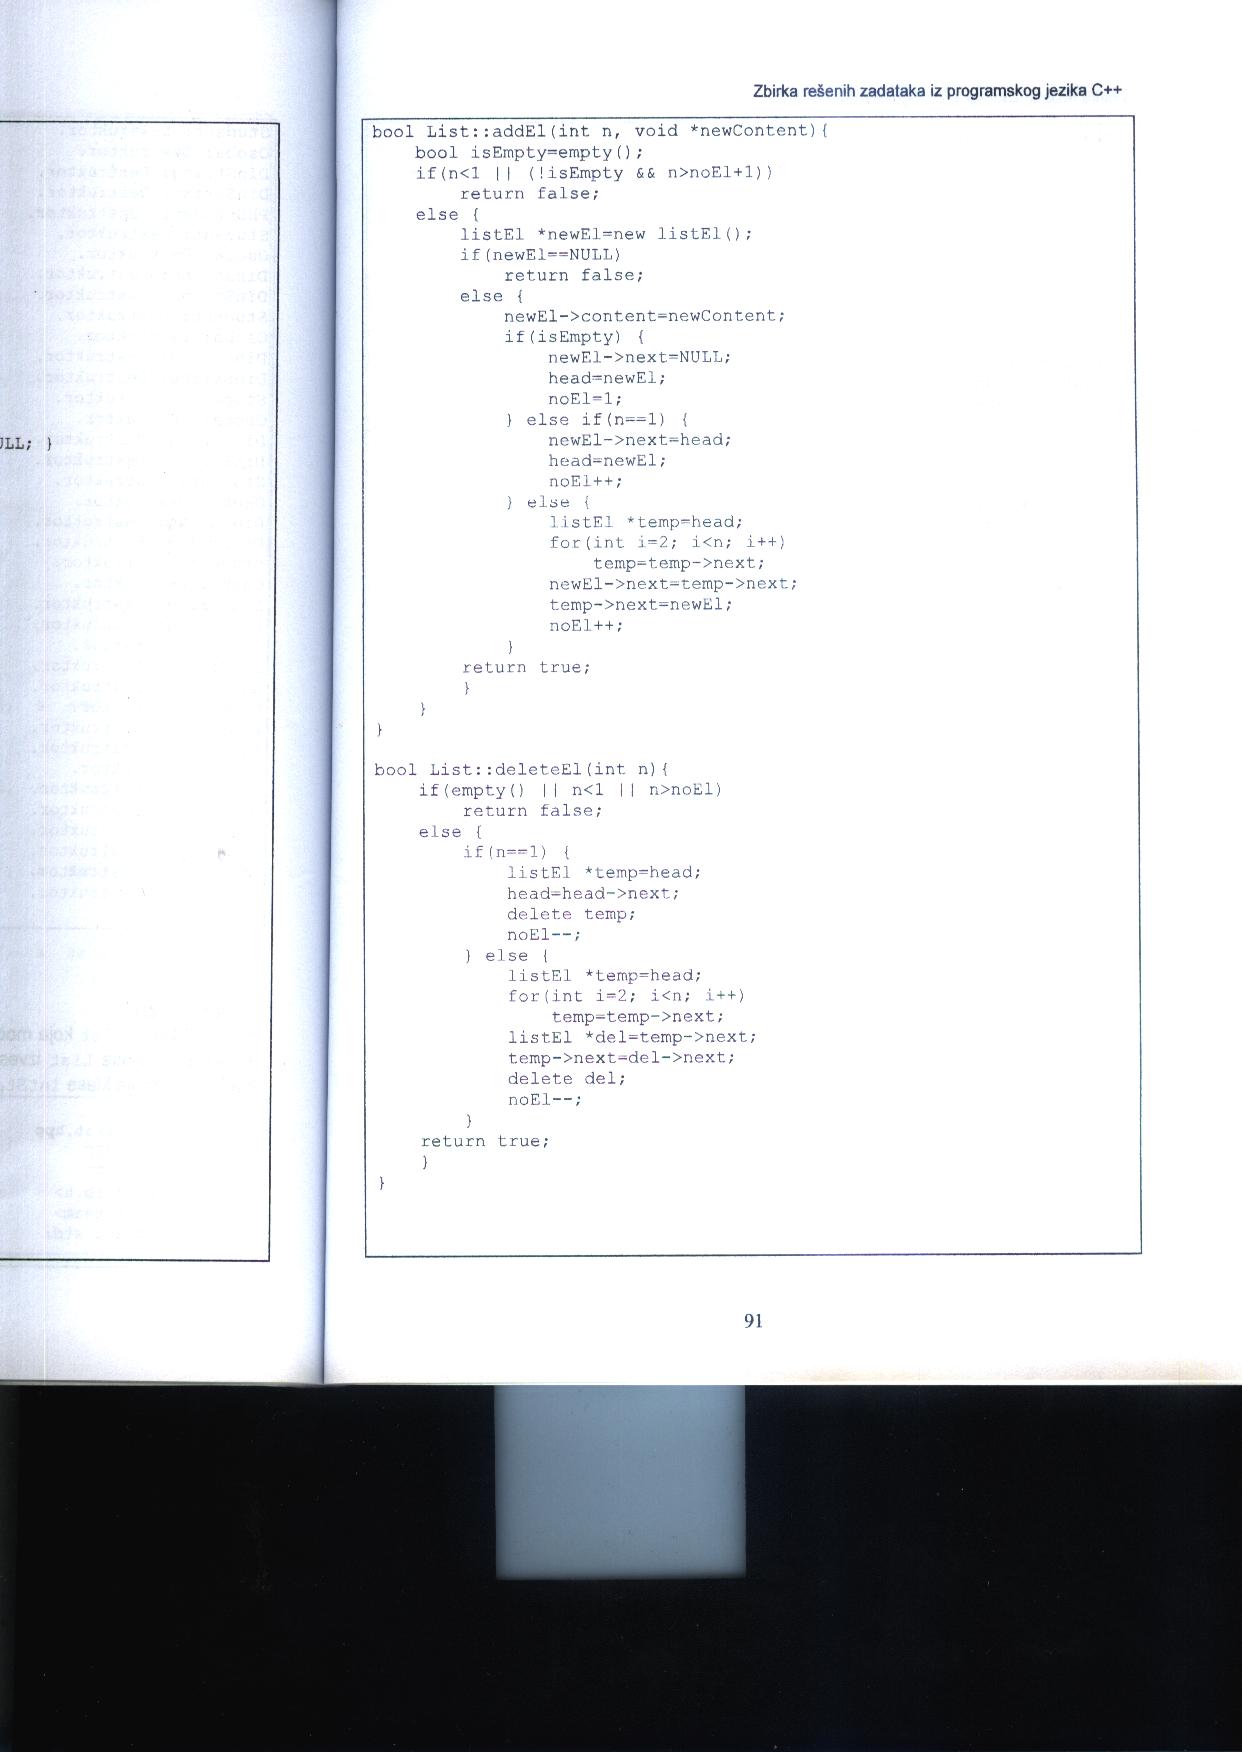 Zbirka rešenih zadataka iz programskog jezika C++
ULL; }
bool List::addEl(int n, void *newContent){
    bool isEmpty=empty();
    if(n<1 || (!isEmpty && n>noEl+1))
        return false;
    else {
        listEl *newEl=new listEl();
        if(newEl==NULL)
            return false;
        else {
            newEl->content=newContent;
            if(isEmpty) {
                newEl->next=NULL;
                head=newEl;
                noEl=1;
            } else if(n==1) {
                newEl->next=head;
                head=newEl;
                noEl++;
            } else {
                listEl *temp=head;
                for(int i=2; i<n; i++)
                    temp=temp->next;
                newEl->next=temp->next;
                temp->next=newEl;
                noEl++;
            }
        return true;
        }
    }
}
bool List::deleteEl(int n){
    if(empty() || n<1 || n>noEl)
        return false;
    else {
        if(n==1) {
            listEl *temp=head;
            head=head->next;
            delete temp;
            noEl--;
        } else {
            listEl *temp=head;
            for(int i=2; i<n; i++)
                temp=temp->next;
            listEl *del=temp->next;
            temp->next=del->next;
            delete del;
            noEl--;
        }
    return true;
    }
}
91